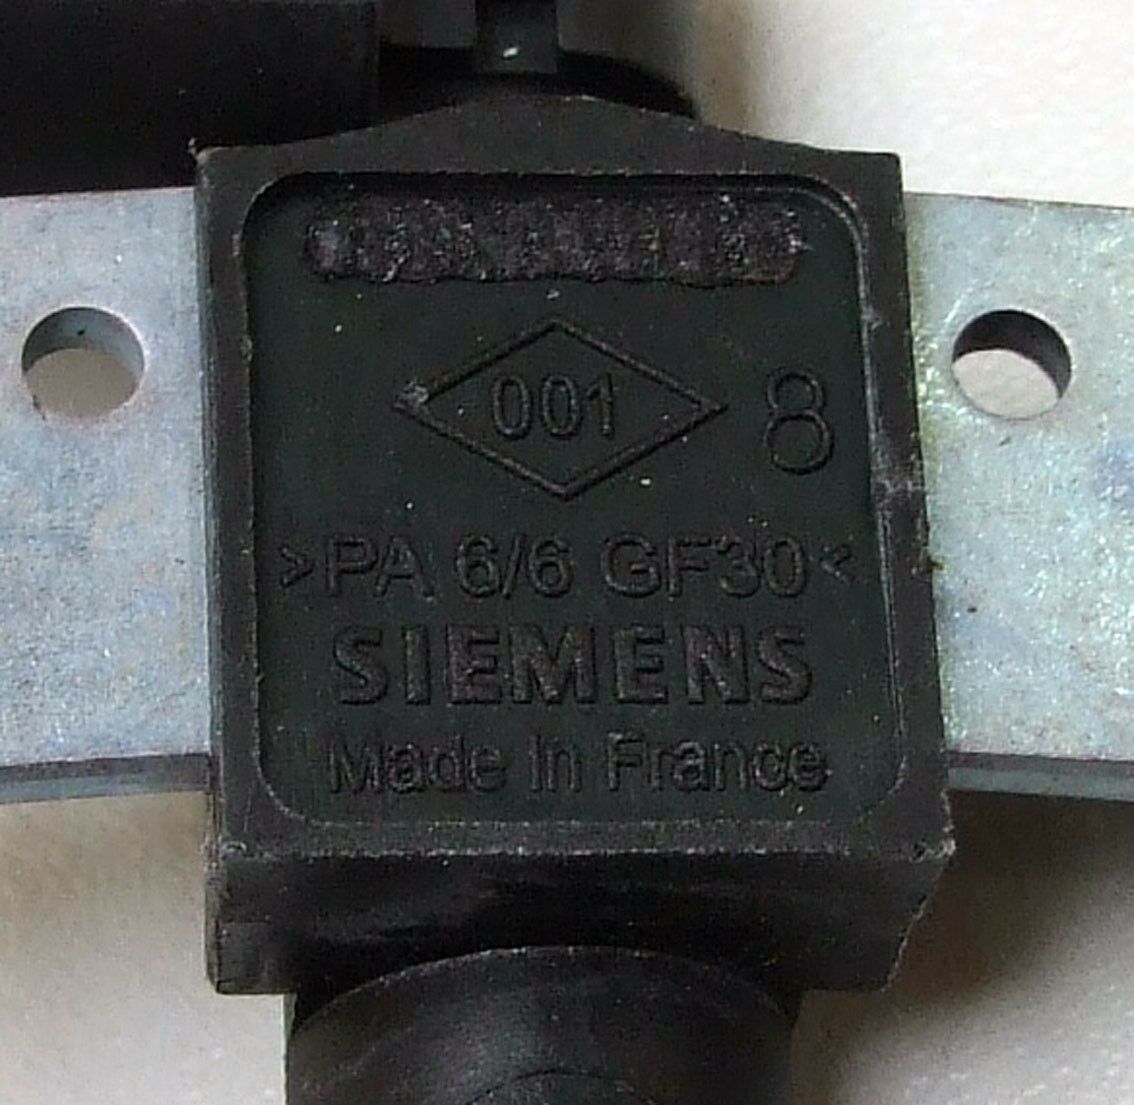 001 8
>PA 6/6 GF30<
SIEMENS
Made In France